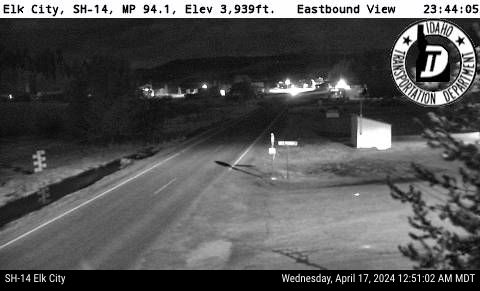 Elk City, SH-14, MP 94.1, Elev 3,939ft. Eastbound View 23:44:05
IDAHO
TRANSPORTATION DEPARTMENT
SH-14 Elk City Wednesday, April 17, 2024 12:51:02 AM MDT